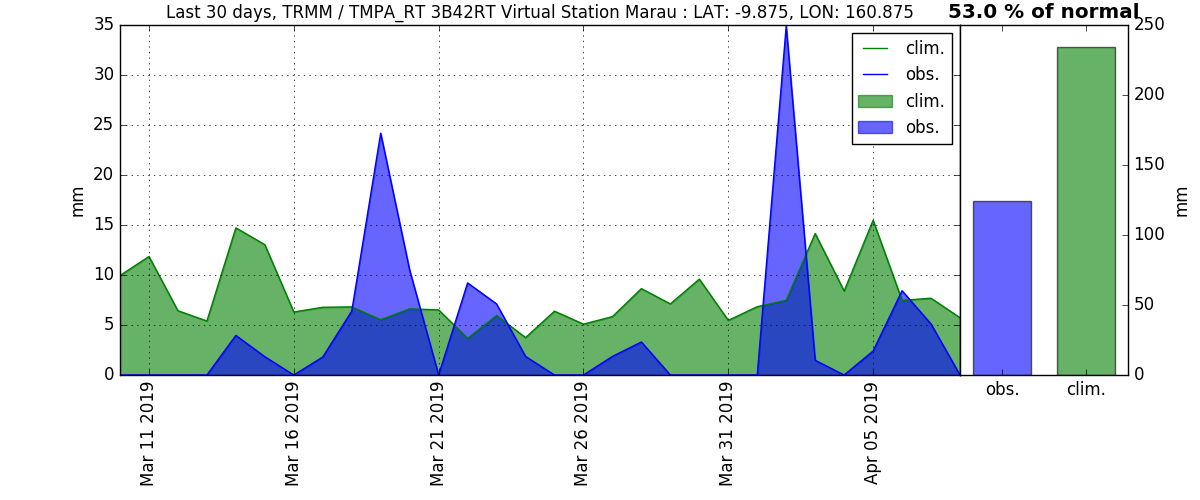 Last 30 days, TRMM / TMPA_RT 3B42RT Virtual Station Marau : LAT: -9.875, LON: 160.875
53.0 % of normal
35
30
25
20
15
10
5
0
mm
clim.
obs.
clim.
obs.
250
200
150
100
50
0
mm
Mar 11 2019
Mar 16 2019
Mar 21 2019
Mar 26 2019
Mar 31 2019
Apr 05 2019
obs.
clim.